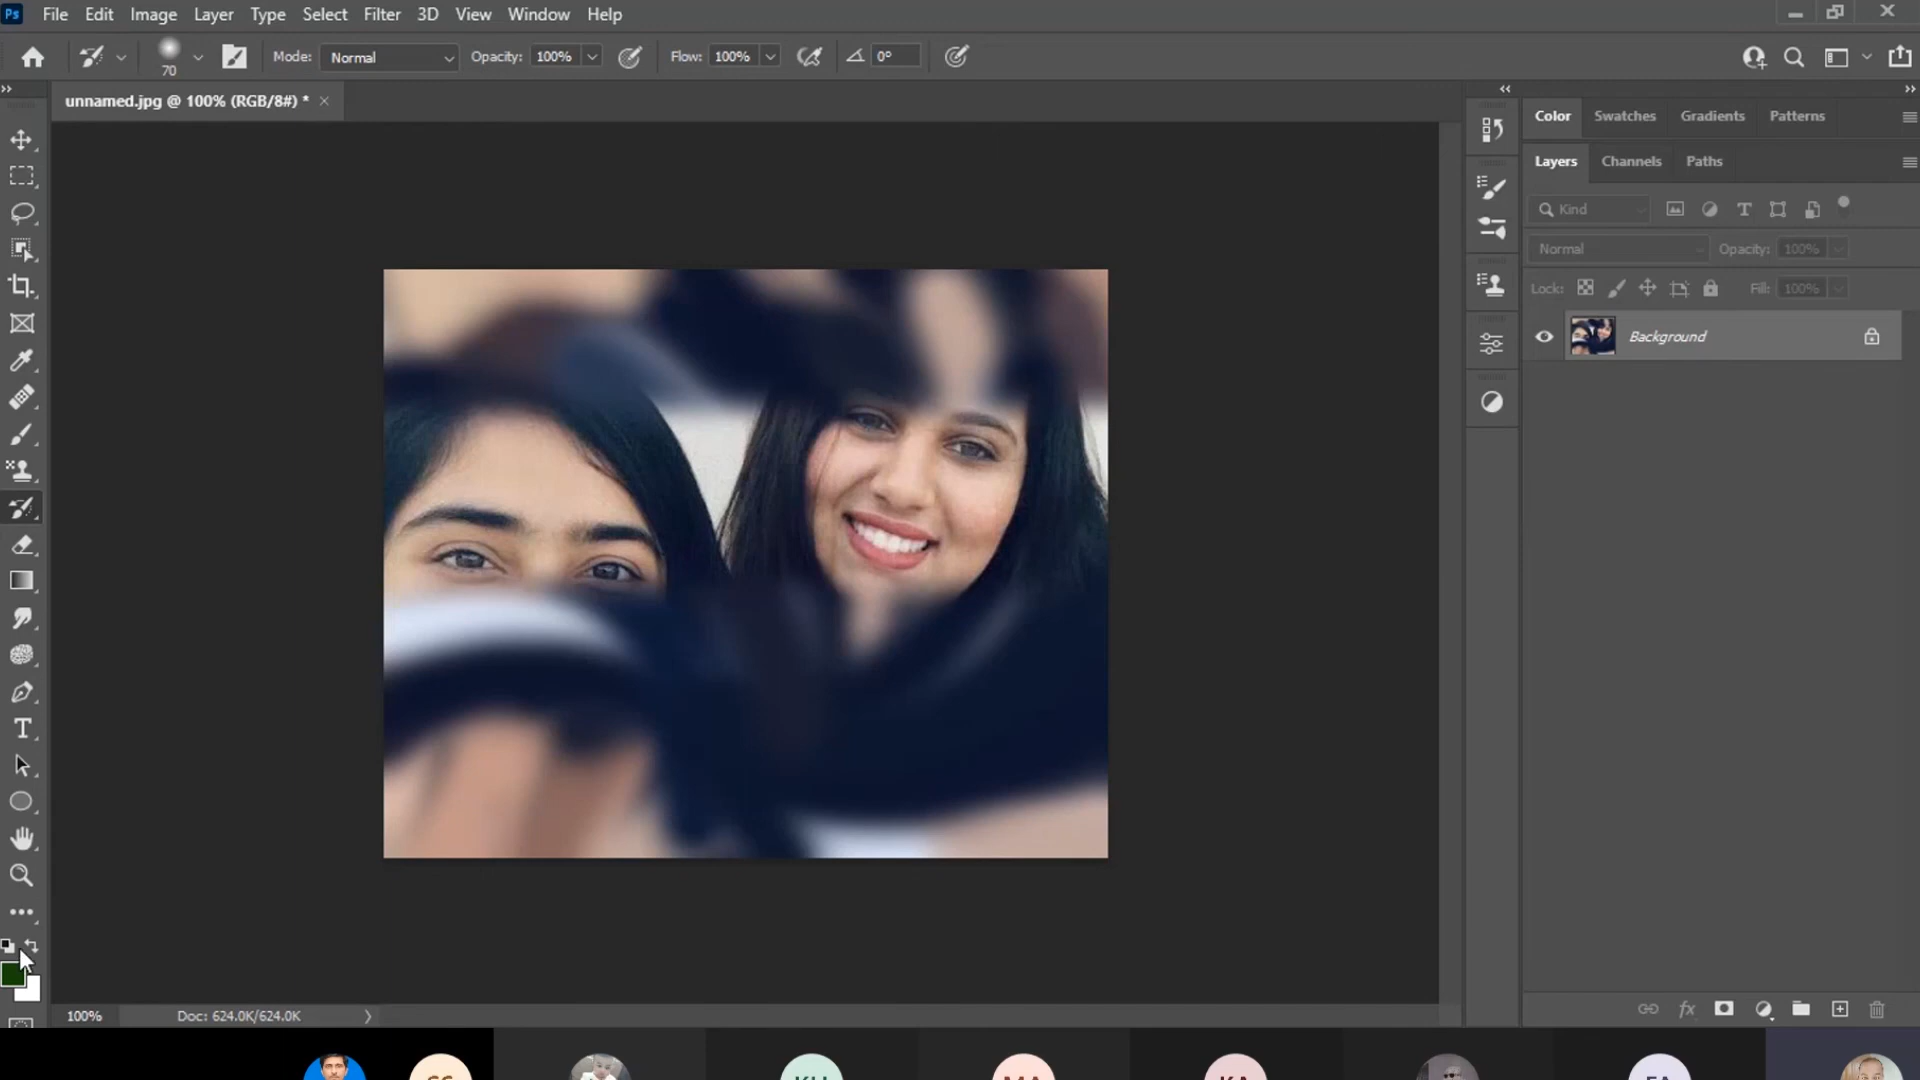 Ps File Edit Image Layer Type Select Filter 3D View Window Help
70 Mode: Normal Opacity: 100% Flow: 100% 0°
unnamed.jpg @ 100% (RGB/8#) *
Color Swatches Gradients Patterns
Layers Channels Paths
Kind T
Normal Opacity: 100%
Lock: Fill: 100%
Background
T
fx
100% Doc: 624.0K/624.0K